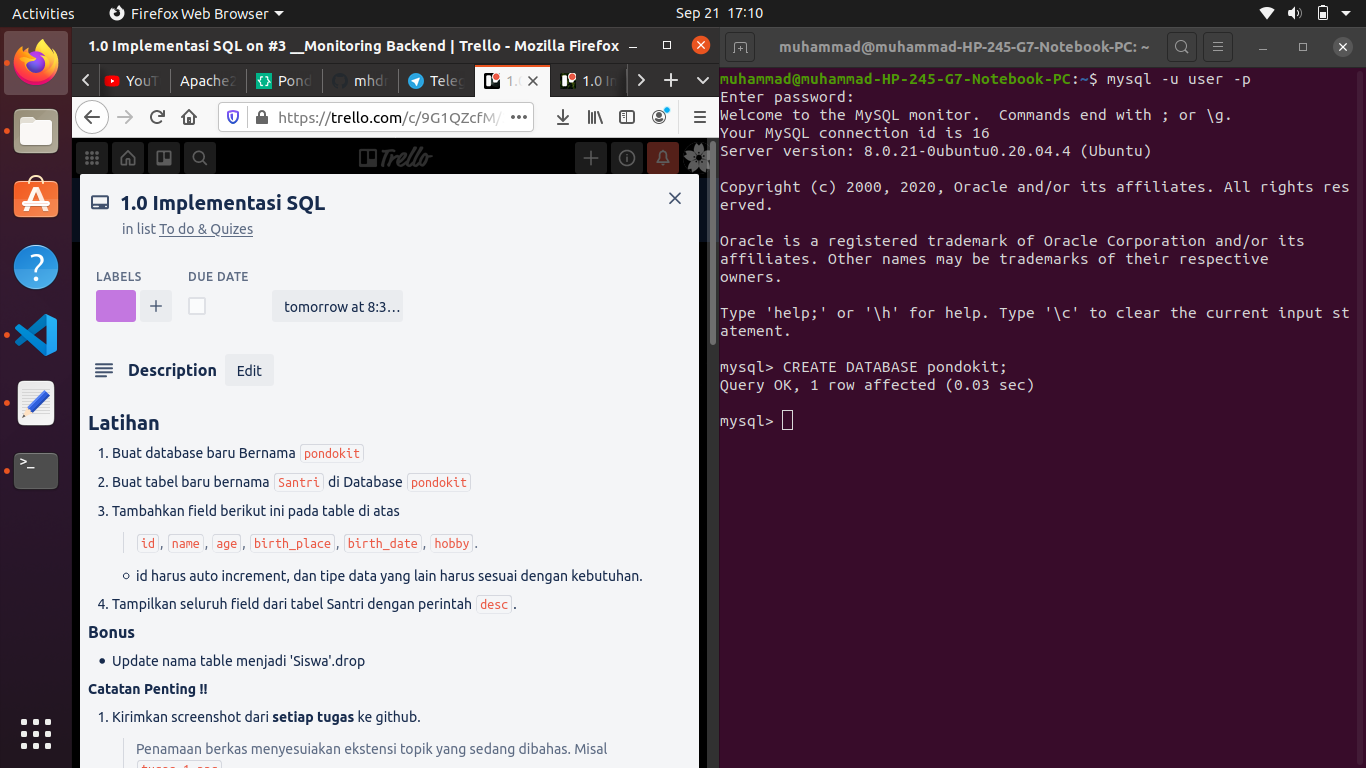 Activities
Firefox Web Browser
Sep 21 17:10
1.0 Implementasi SQL on #3 __Monitoring Backend | Trello - Mozilla Firefox
YouT
Apache2
Pond
mhdr
Teleg
1.0
1.0 Im
https://trello.com/c/9G1QZcfM/
Trello
1.0 Implementasi SQL
in list To do & Quizes
LABELS
DUE DATE
tomorrow at 8:3...
Description
Edit
Latihan
1. Buat database baru Bernama pondokit
2. Buat tabel baru bernama Santri di Database pondokit
3. Tambahkan field berikut ini pada table di atas
id, name, age, birth_place, birth_date, hobby.
id harus auto increment, dan tipe data yang lain harus sesuai dengan kebutuhan.
4. Tampilkan seluruh field dari tabel Santri dengan perintah desc.
Bonus
Update nama table menjadi 'Siswa'.drop
Catatan Penting !!
1. Kirimkan screenshot dari setiap tugas ke github.
Penamaan berkas menyesuiakan ekstensi topik yang sedang dibahas. Misal
muhammad@muhammad-HP-245-G7-Notebook-PC: ~
muhammad@muhammad-HP-245-G7-Notebook-PC:~$ mysql -u user -p
Enter password:
Welcome to the MySQL monitor.  Commands end with ; or \g.
Your MySQL connection id is 16
Server version: 8.0.21-0ubuntu0.20.04.4 (Ubuntu)
Copyright (c) 2000, 2020, Oracle and/or its affiliates. All rights res
erved.
Oracle is a registered trademark of Oracle Corporation and/or its
affiliates. Other names may be trademarks of their respective
owners.
Type 'help;' or '\h' for help. Type '\c' to clear the current input st
atement.
mysql> CREATE DATABASE pondokit;
Query OK, 1 row affected (0.03 sec)
mysql>